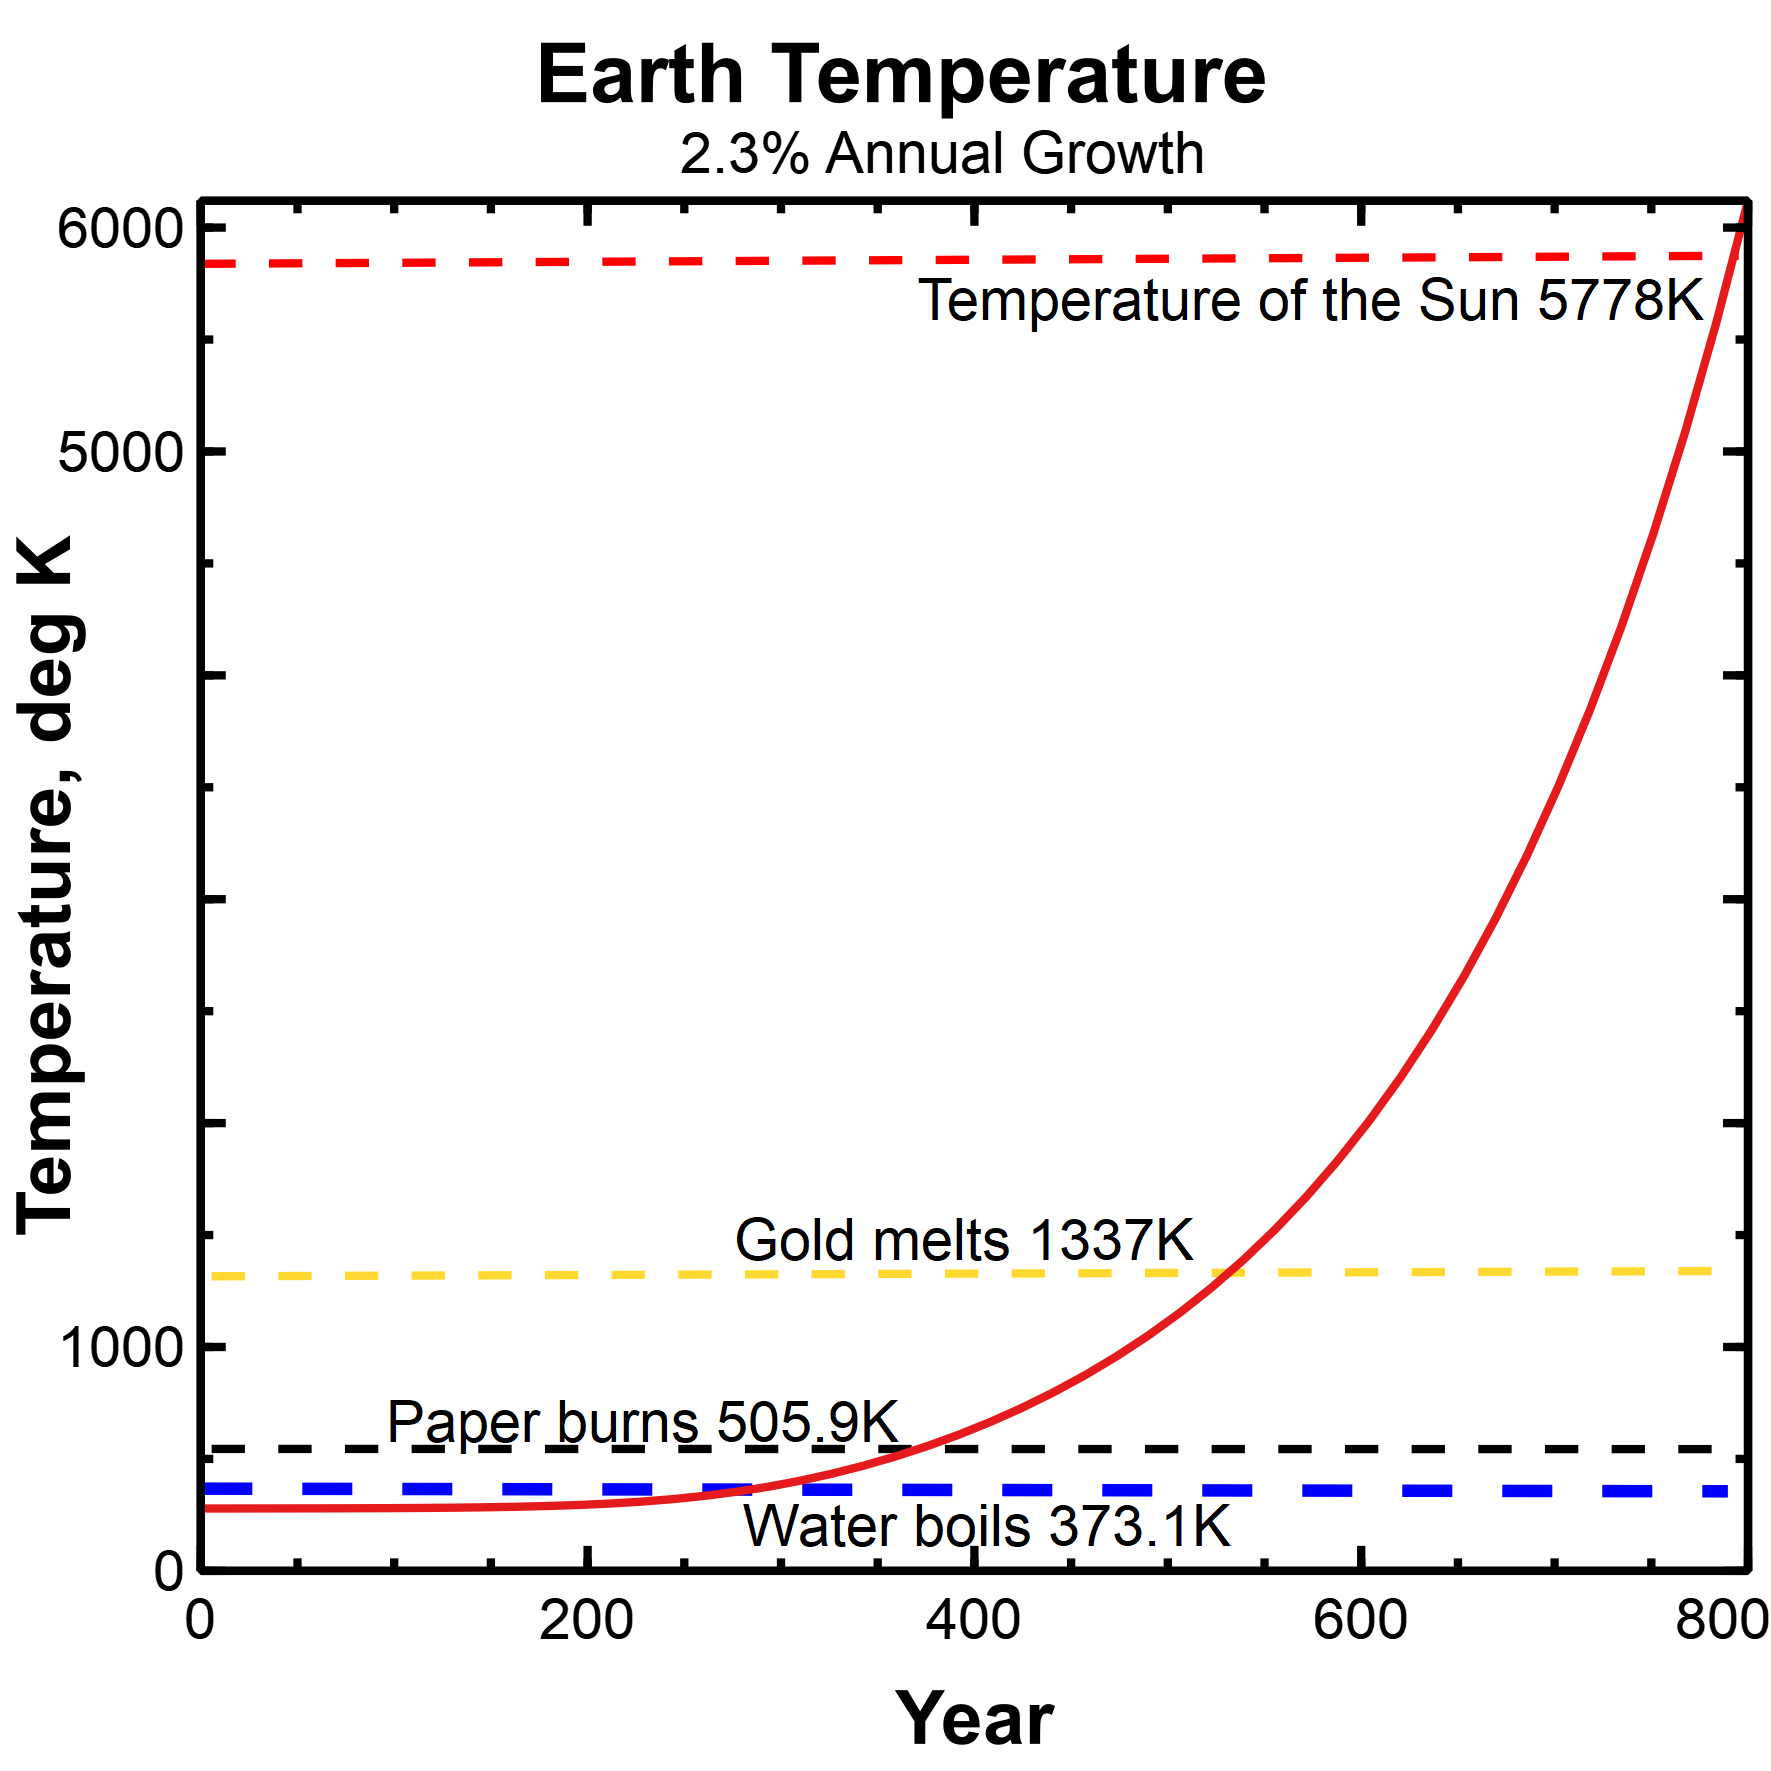 Earth Temperature
2.3% Annual Growth
6000
Temperature of the Sun 5778K
5000
Temperature, deg K
Gold melts 1337K
1000
Paper burns 505.9K
Water boils 373.1K
0
0 200 400 600 800
Year